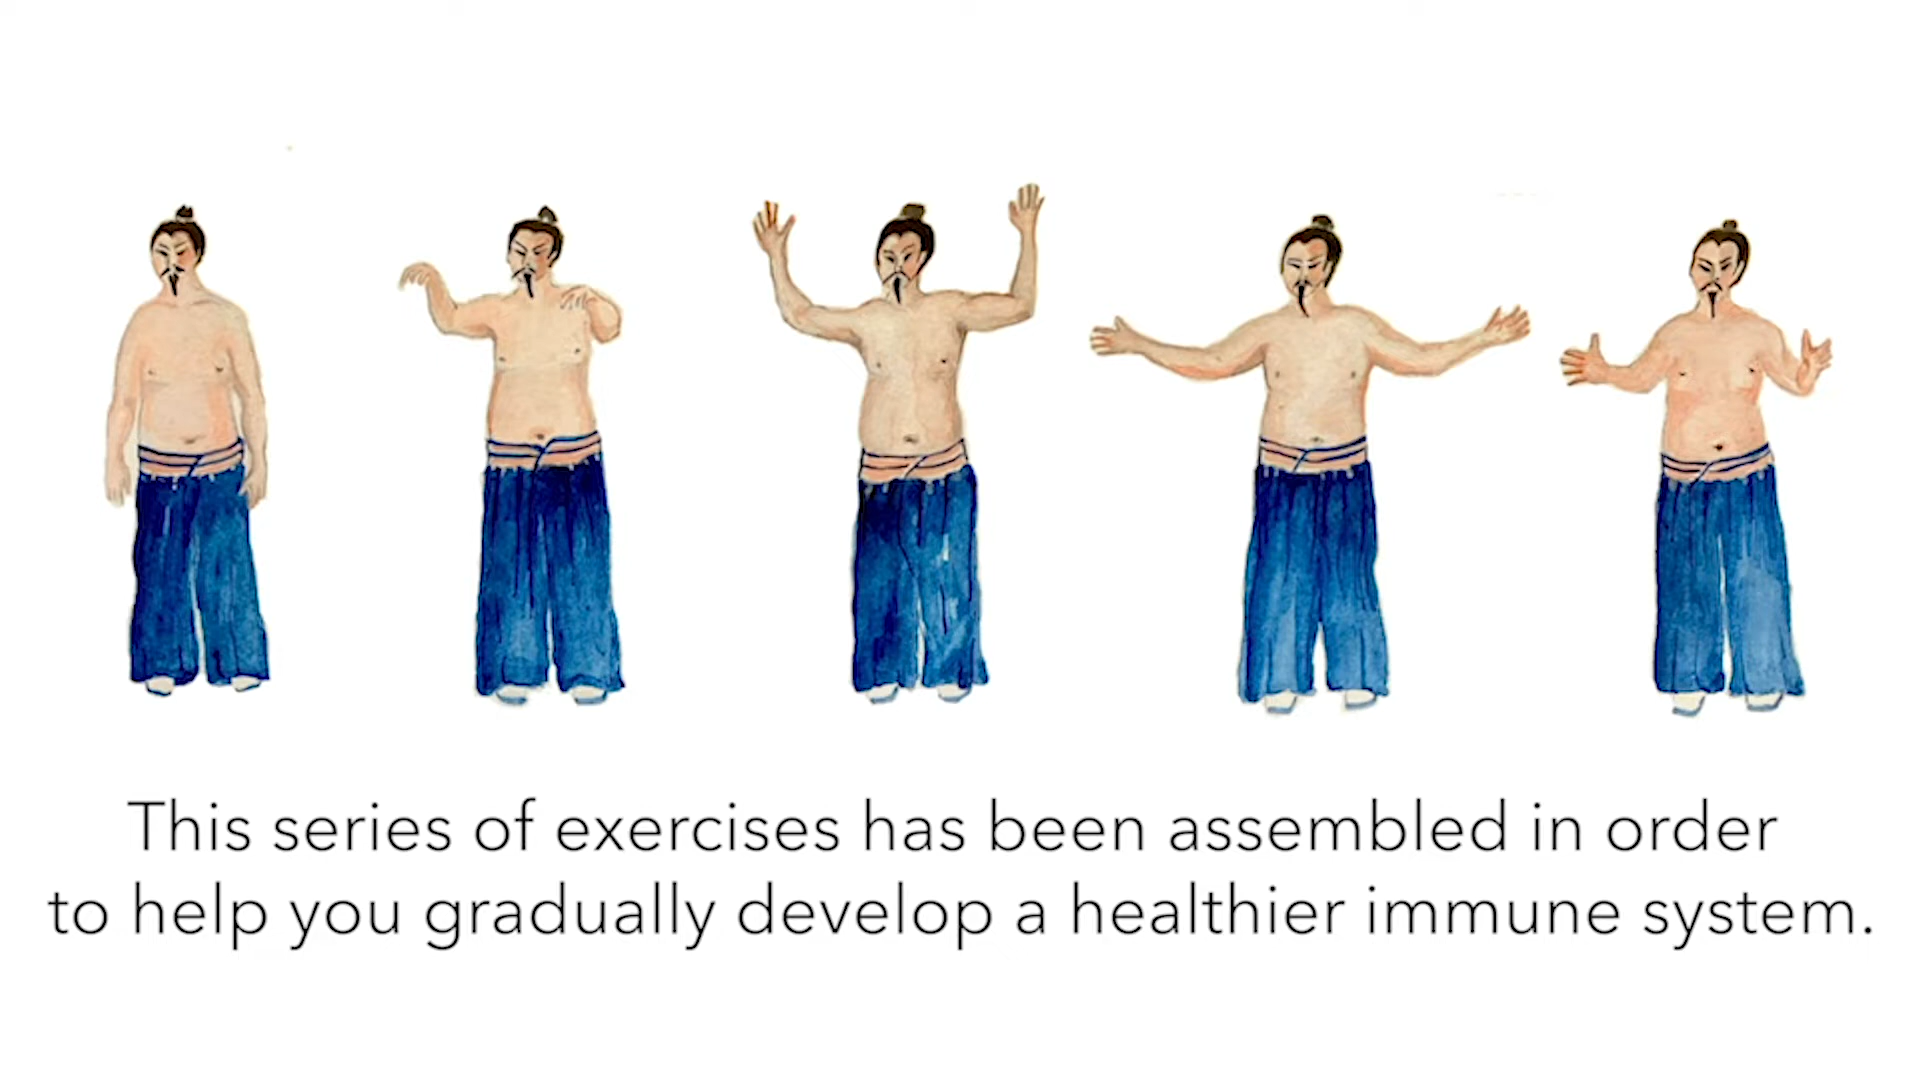 This series of exercises has been assembled in order
to help you gradually develop a healthier immune system.